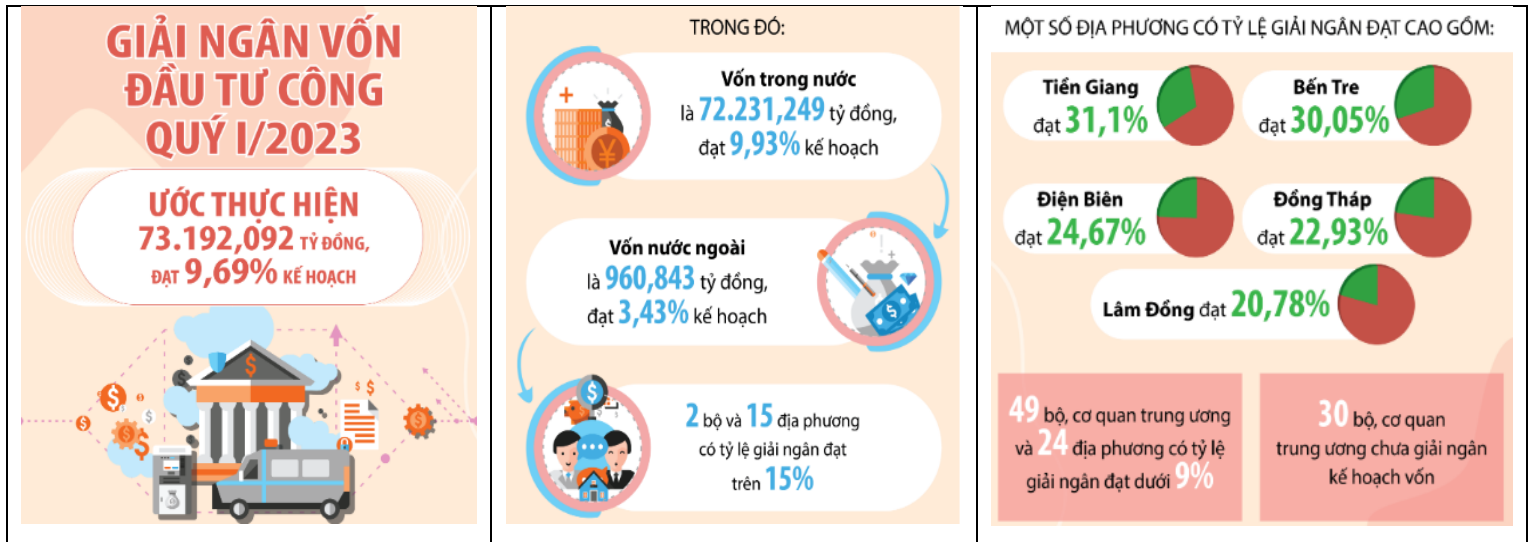 GIẢI NGÂN VỐN
ĐẦU TƯ CÔNG
QUÝ I/2023
ƯỚC THỰC HIỆN
73.192,092 TỶ ĐỒNG,
ĐẠT 9,69% KẾ HOẠCH
TRONG ĐÓ:
Vốn trong nước
là 72.231,249 tỷ đồng,
đạt 9,93% kế hoạch
Vốn nước ngoài
là 960,843 tỷ đồng,
đạt 3,43% kế hoạch
2 bộ và 15 địa phương
có tỷ lệ giải ngân đạt
trên 15%
MỘT SỐ ĐỊA PHƯƠNG CÓ TỶ LỆ GIẢI NGÂN ĐẠT CAO GỒM:
Tiền Giang
đạt 31,1%
Bến Tre
đạt 30,05%
Điện Biên
đạt 24,67%
Đồng Tháp
đạt 22,93%
Lâm Đồng đạt 20,78%
49 bộ, cơ quan trung ương
và 24 địa phương có tỷ lệ
giải ngân đạt dưới 9%
30 bộ, cơ quan
trung ương chưa giải ngân
kế hoạch vốn